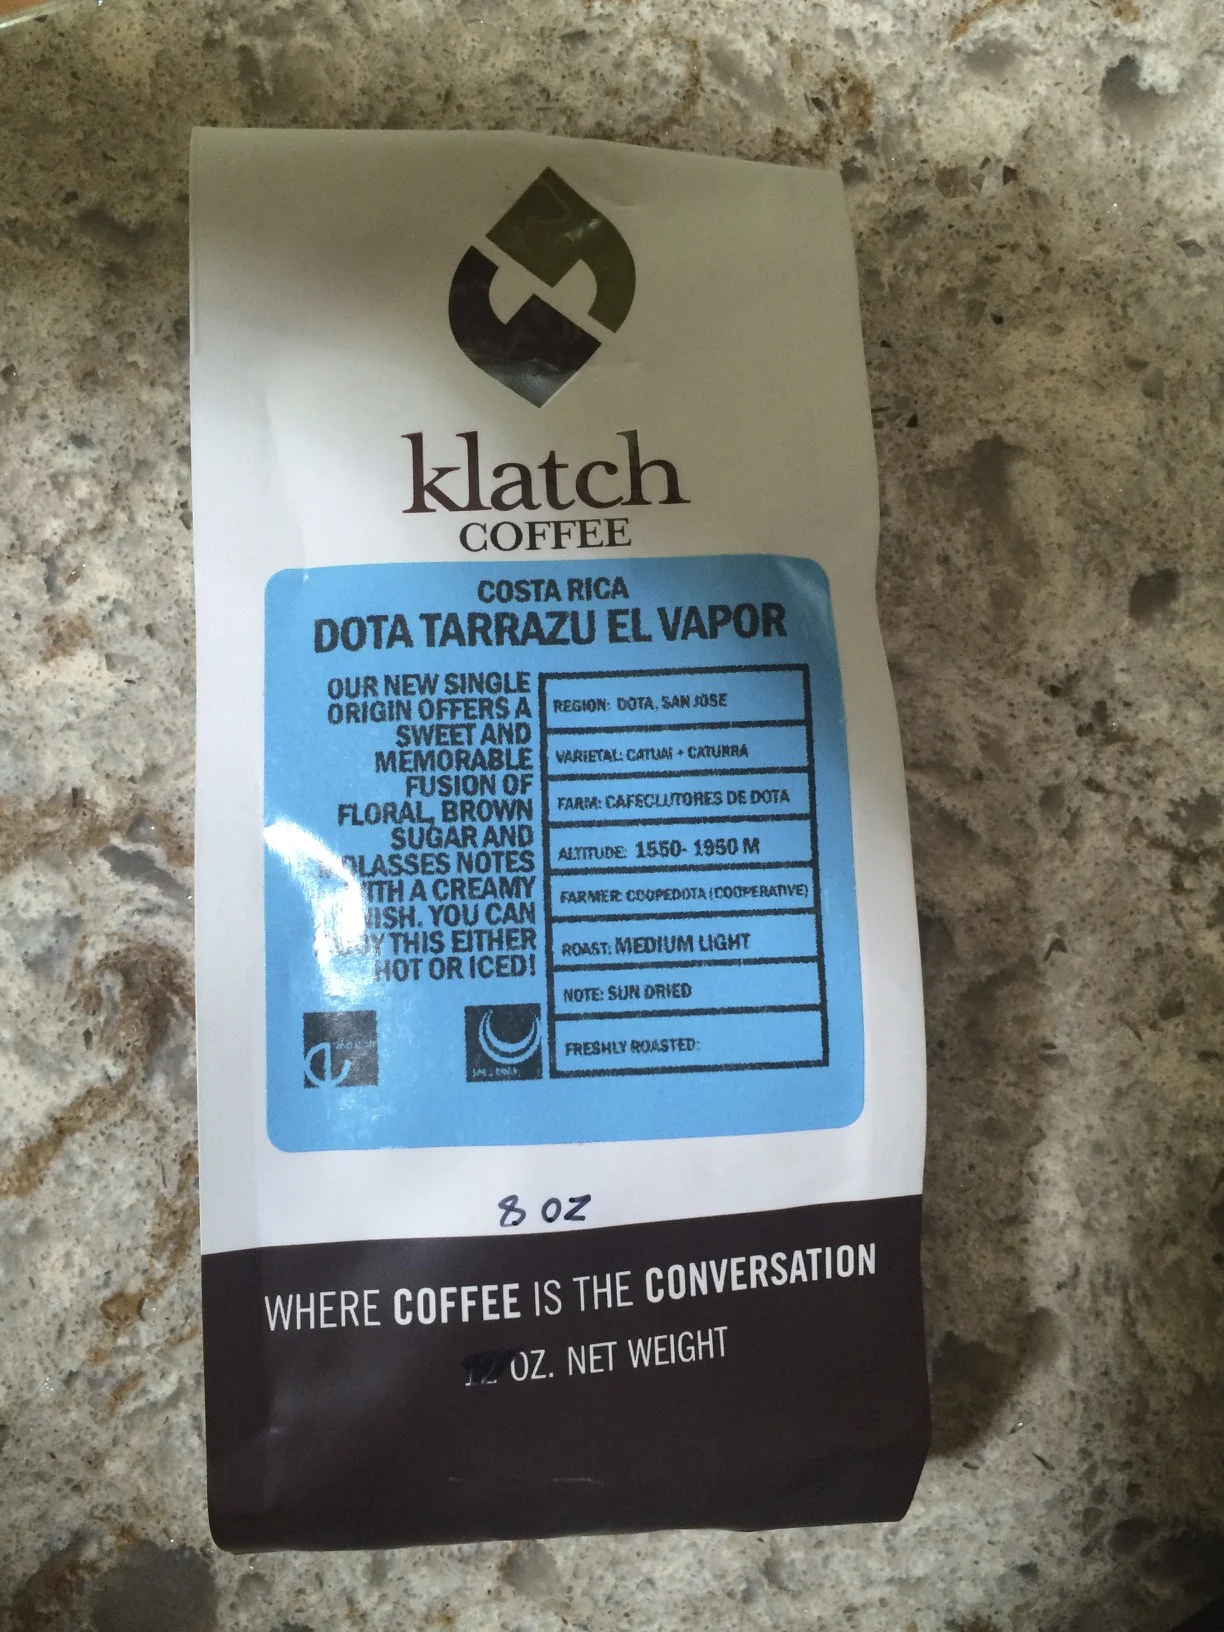 klatch
COFFEE
COSTA RICA
DOTA TARRAZU EL VAPOR
OUR NEW SINGLE
ORIGIN OFFERS A
SWEET AND
MEMORABLE
FUSION OF
FLORAL, BROWN
SUGAR AND
NOTES
A CREAMY
YOU CAN
THIS EITHER
HOT OR ICED!
REGION: DOTA, SAN JOSE
VARIETAL: CATUAI + CATURRA
FARM: CAFECLUTORES DE DOTA
ALTITUDE: 1550- 1950 M
FARMER: COOPEDOTA (COOPERATIVE)
ROAST: MEDIUM LIGHT
NOTE: SUN DRIED
FRESHLY ROASTED:
8 OZ
WHERE COFFEE IS THE CONVERSATION
12 OZ. NET WEIGHT